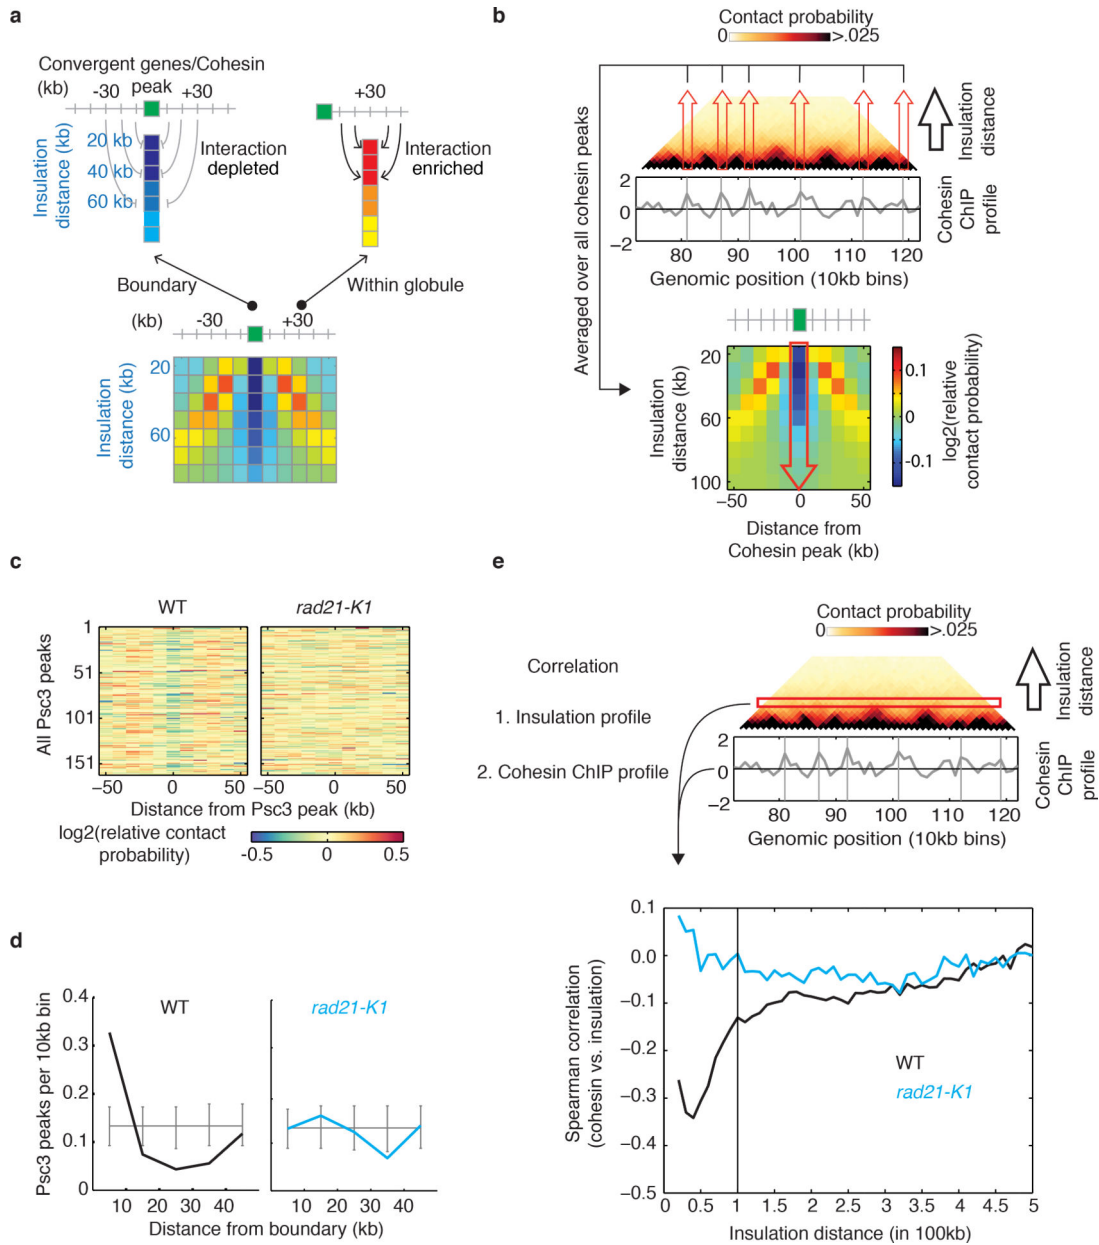 a
Convergent genes/Cohesin
peak
(kb)
-30
+30
+30
Insulation
distance (kb)
20 kb
40 kb
60 kb
Interaction
depleted
Interaction
enriched
Boundary
Within globule
(kb)
-30
+30
Insulation
distance (kb)
20
60
b
Contact probability
0
>.025
Averaged over all cohesin peaks
Insulation
distance
2
0
−2
Cohesin
ChIP
profile
80
90
100
110
120
Genomic position (10kb bins)
Insulation
distance (kb)
20
60
100
−50
0
50
Distance from
Cohesin peak (kb)
0.1
0
-0.1
log2(relative
contact probability)
c
WT
rad21-K1
All Psc3 peaks
1
51
101
151
−50
0
50
−50
0
50
Distance from Psc3 peak (kb)
log2(relative contact
probability)
-0.5
0
0.5
d
Psc3 peaks per 10kb bin
0.4
0.3
0.2
0.1
0
WT
rad21-K1
10
20
30
40
10
20
30
40
Distance from boundary (kb)
e
Contact probability
0
>.025
Correlation
1. Insulation profile
2. Cohesin ChIP profile
Insulation
distance
2
0
−2
Cohesin
ChIP
profile
80
90
100
110
120
Genomic position (10kb bins)
Spearman correlation
(cohesin vs. insulation)
0.1
0.0
−0.1
−0.2
−0.3
−0.4
−0.5
WT
rad21-K1
0
0.5
1
1.5
2
2.5
3
3.5
4
4.5
5
Insulation distance (in 100kb)